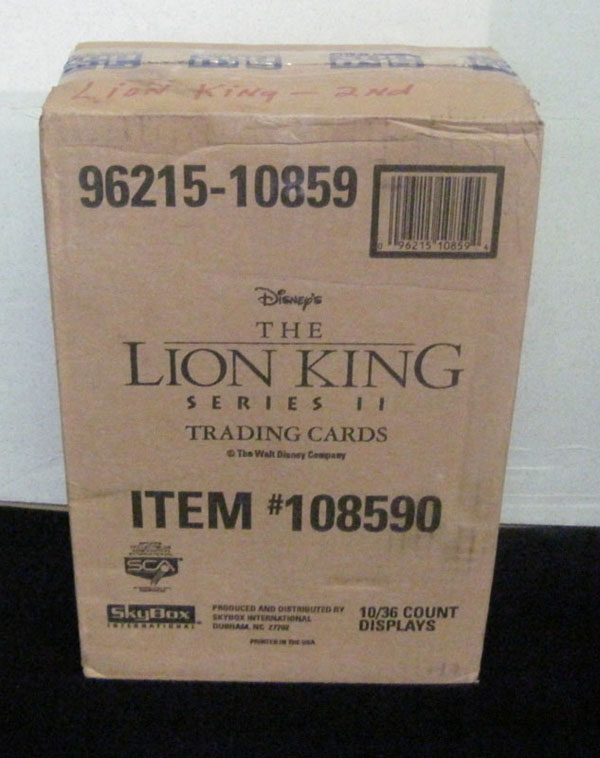 Lion King - 2nd
96215-10859
0 96215 10859 4
Disney's
THE
LION KING
SERIES II
TRADING CARDS
© The Walt Disney Company
ITEM #108590
SCA
SkyBox
INTERNATIONAL
PRODUCED AND DISTRIBUTED BY
SKYBOX INTERNATIONAL
DURHAM, NC 27702
PRINTED IN THE USA
10/36 COUNT
DISPLAYS